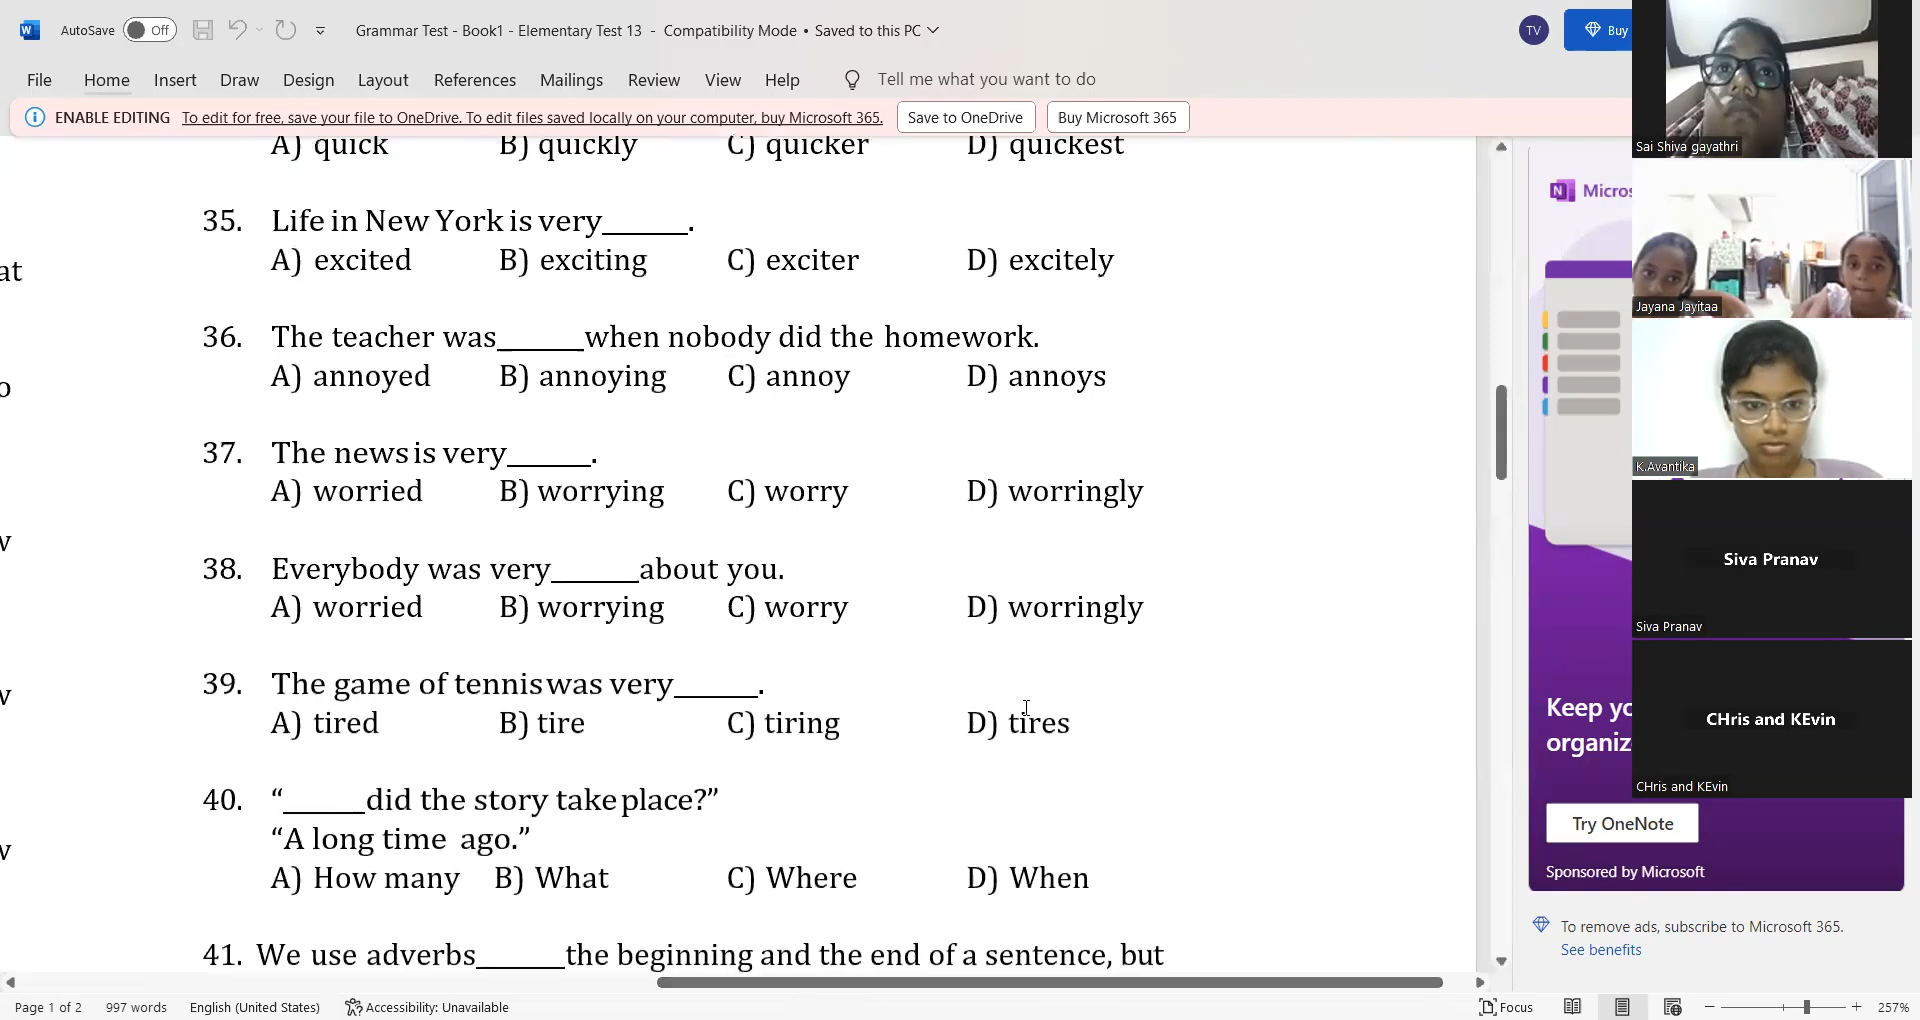 AutoSave Off Grammar Test - Book1 - Elementary Test 13 - Compatibility Mode • Saved to this PC TV Buy
File Home Insert Draw Design Layout References Mailings Review View Help Tell me what you want to do
ENABLE EDITING To edit for free, save your file to OneDrive. To edit files saved locally on your computer, buy Microsoft 365. Save to OneDrive Buy Microsoft 365
A) quick B) quickly C) quicker D) quickest
35. Life in New York is very______.
A) excited B) exciting C) exciter D) excitely
36. The teacher was______when nobody did the homework.
A) annoyed B) annoying C) annoy D) annoys
37. The news is very______.
A) worried B) worrying C) worry D) worringly
38. Everybody was very______about you.
A) worried B) worrying C) worry D) worringly
39. The game of tennis was very______.
A) tired B) tire C) tiring D) tires
40. “______did the story take place?”
“A long time ago.”
A) How many B) What C) Where D) When
41. We use adverbs______the beginning and the end of a sentence, but
Sai Shiva gayathri
Jayana Jayitaa
K.Avantika
Siva Pranav
Siva Pranav
CHris and KEvin
CHris and KEvin
Try OneNote
Sponsored by Microsoft
To remove ads, subscribe to Microsoft 365.
See benefits
Page 1 of 2 997 words English (United States) Accessibility: Unavailable Focus 257%